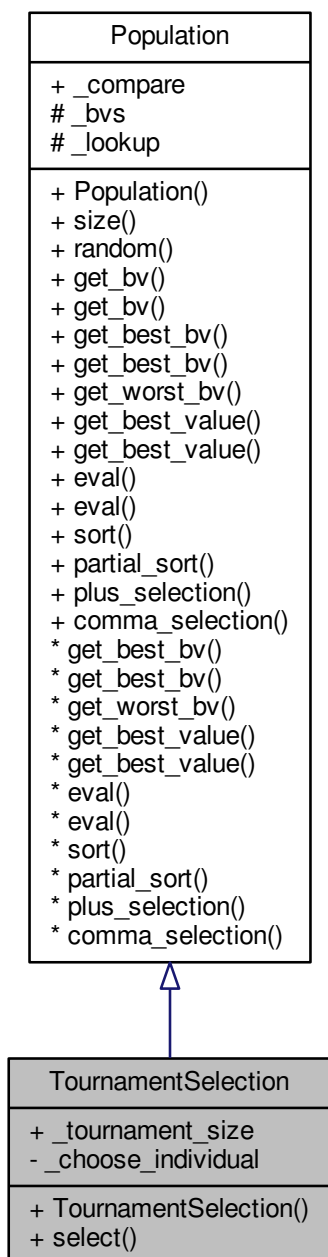 Population
+ _compare
# _bvs
# _lookup
+ Population()
+ size()
+ random()
+ get_bv()
+ get_bv()
+ get_best_bv()
+ get_best_bv()
+ get_worst_bv()
+ get_best_value()
+ get_best_value()
+ eval()
+ eval()
+ sort()
+ partial_sort()
+ plus_selection()
+ comma_selection()
* get_best_bv()
* get_best_bv()
* get_worst_bv()
* get_best_value()
* get_best_value()
* eval()
* eval()
* sort()
* partial_sort()
* plus_selection()
* comma_selection()
TournamentSelection
+ _tournament_size
- _choose_individual
+ TournamentSelection()
+ select()